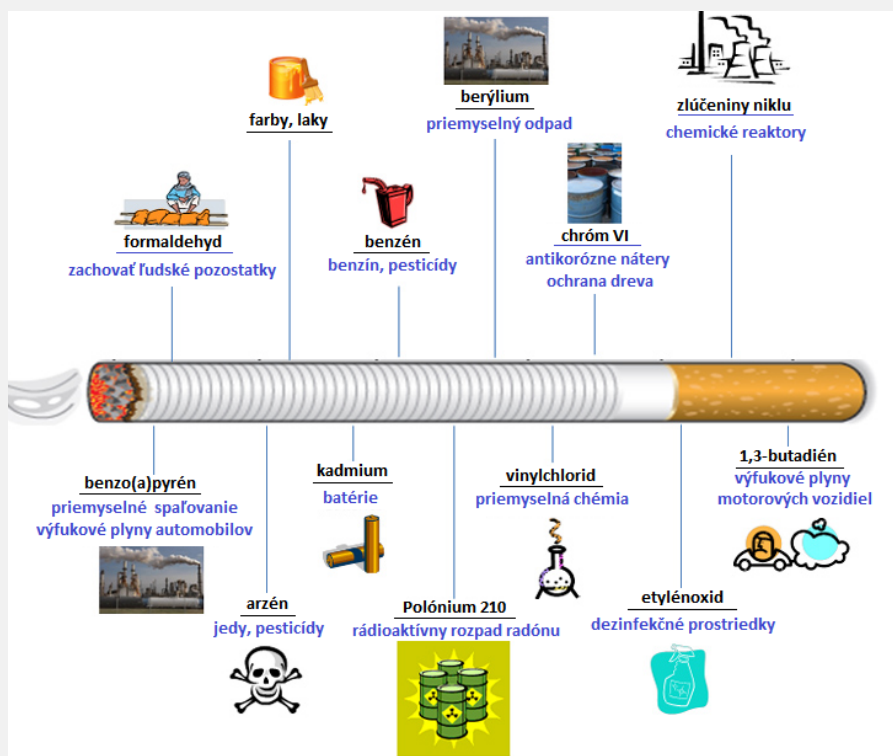 farby, laky
berýlium
priemyselný odpad
zlúčeniny niklu
chemické reaktory
formaldehyd
zachovať ľudské pozostatky
benzén
benzín, pesticídy
chróm VI
antikorózne nátery
ochrana dreva
benzo(a)pyrén
priemyselné spaľovanie
výfukové plyny automobilov
arzén
jedy, pesticídy
kadmium
batérie
Polónium 210
rádioaktívny rozpad radónu
vinylchlorid
priemyselná chémia
etylénoxid
dezinfekčné prostriedky
1,3-butadién
výfukové plyny
motorových vozidiel